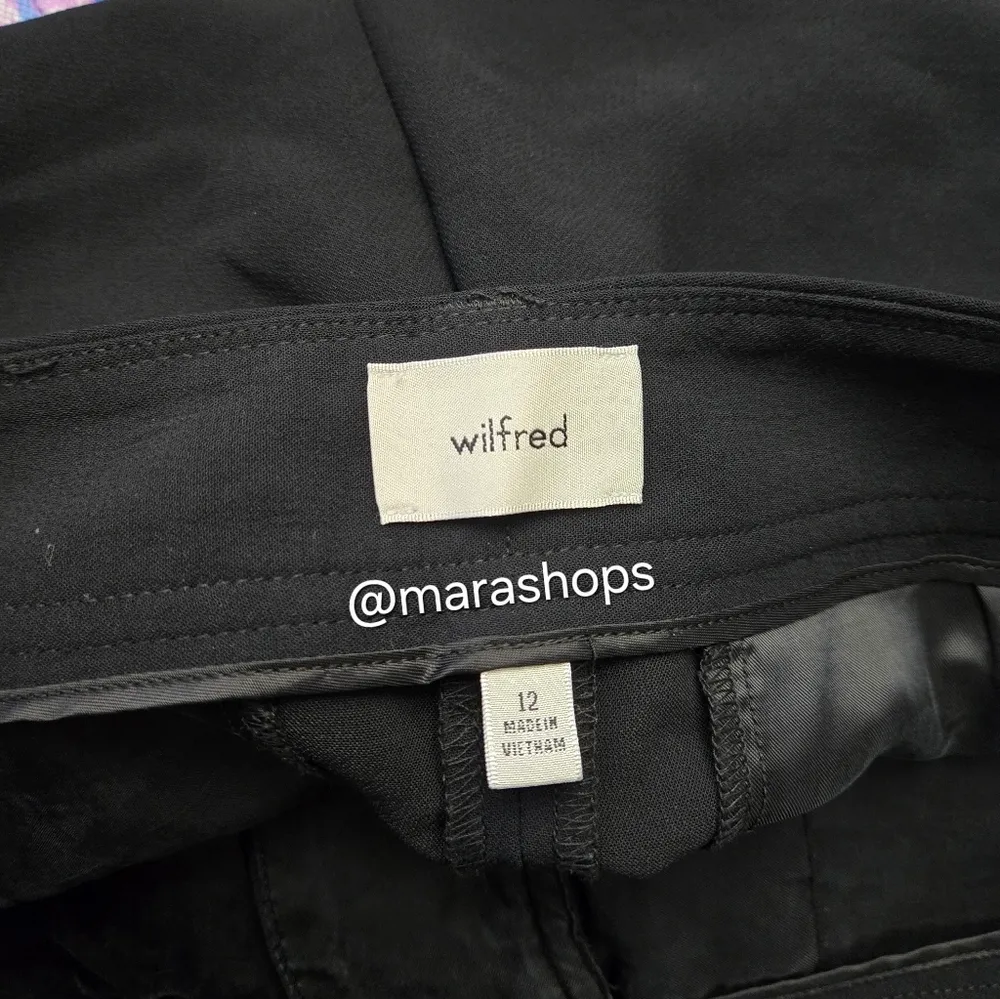 wilfred
@marashops
12
MADE IN
VIETNAM